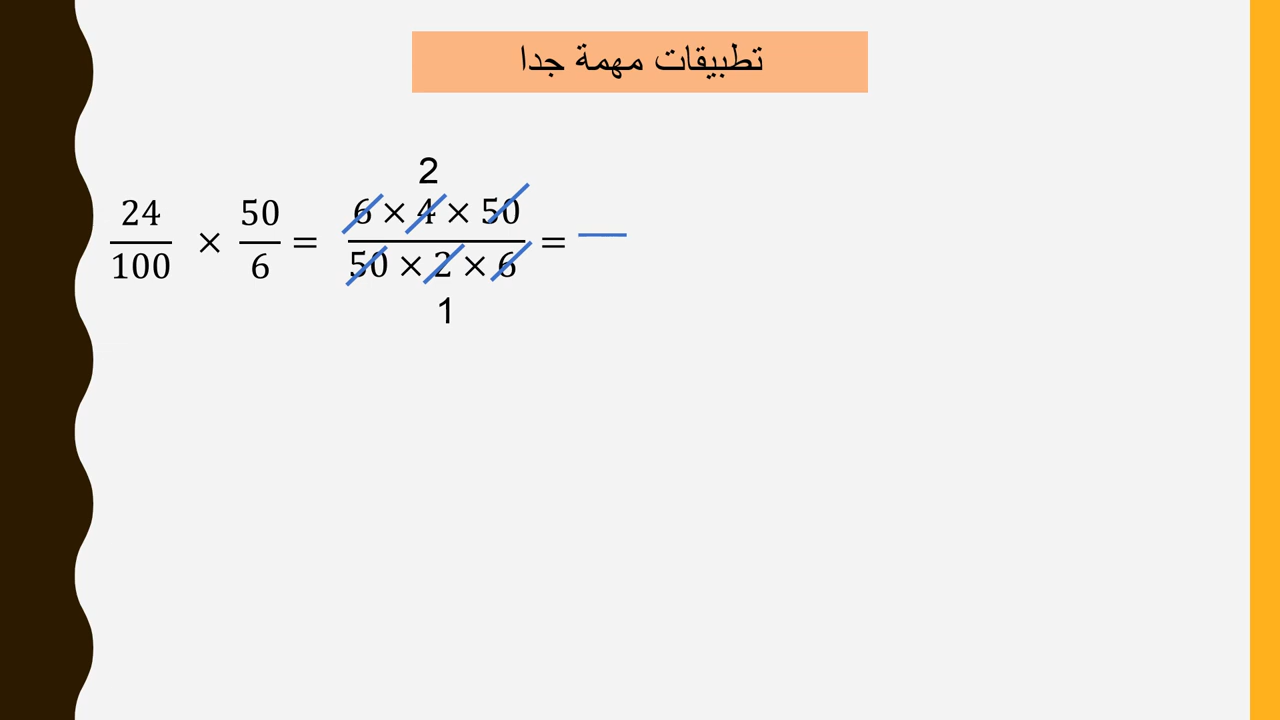 تطبيقات مهمة جدا
2
24/100 × 50/6 = 6 × 4 × 50 / 50 × 2 × 6 =
1